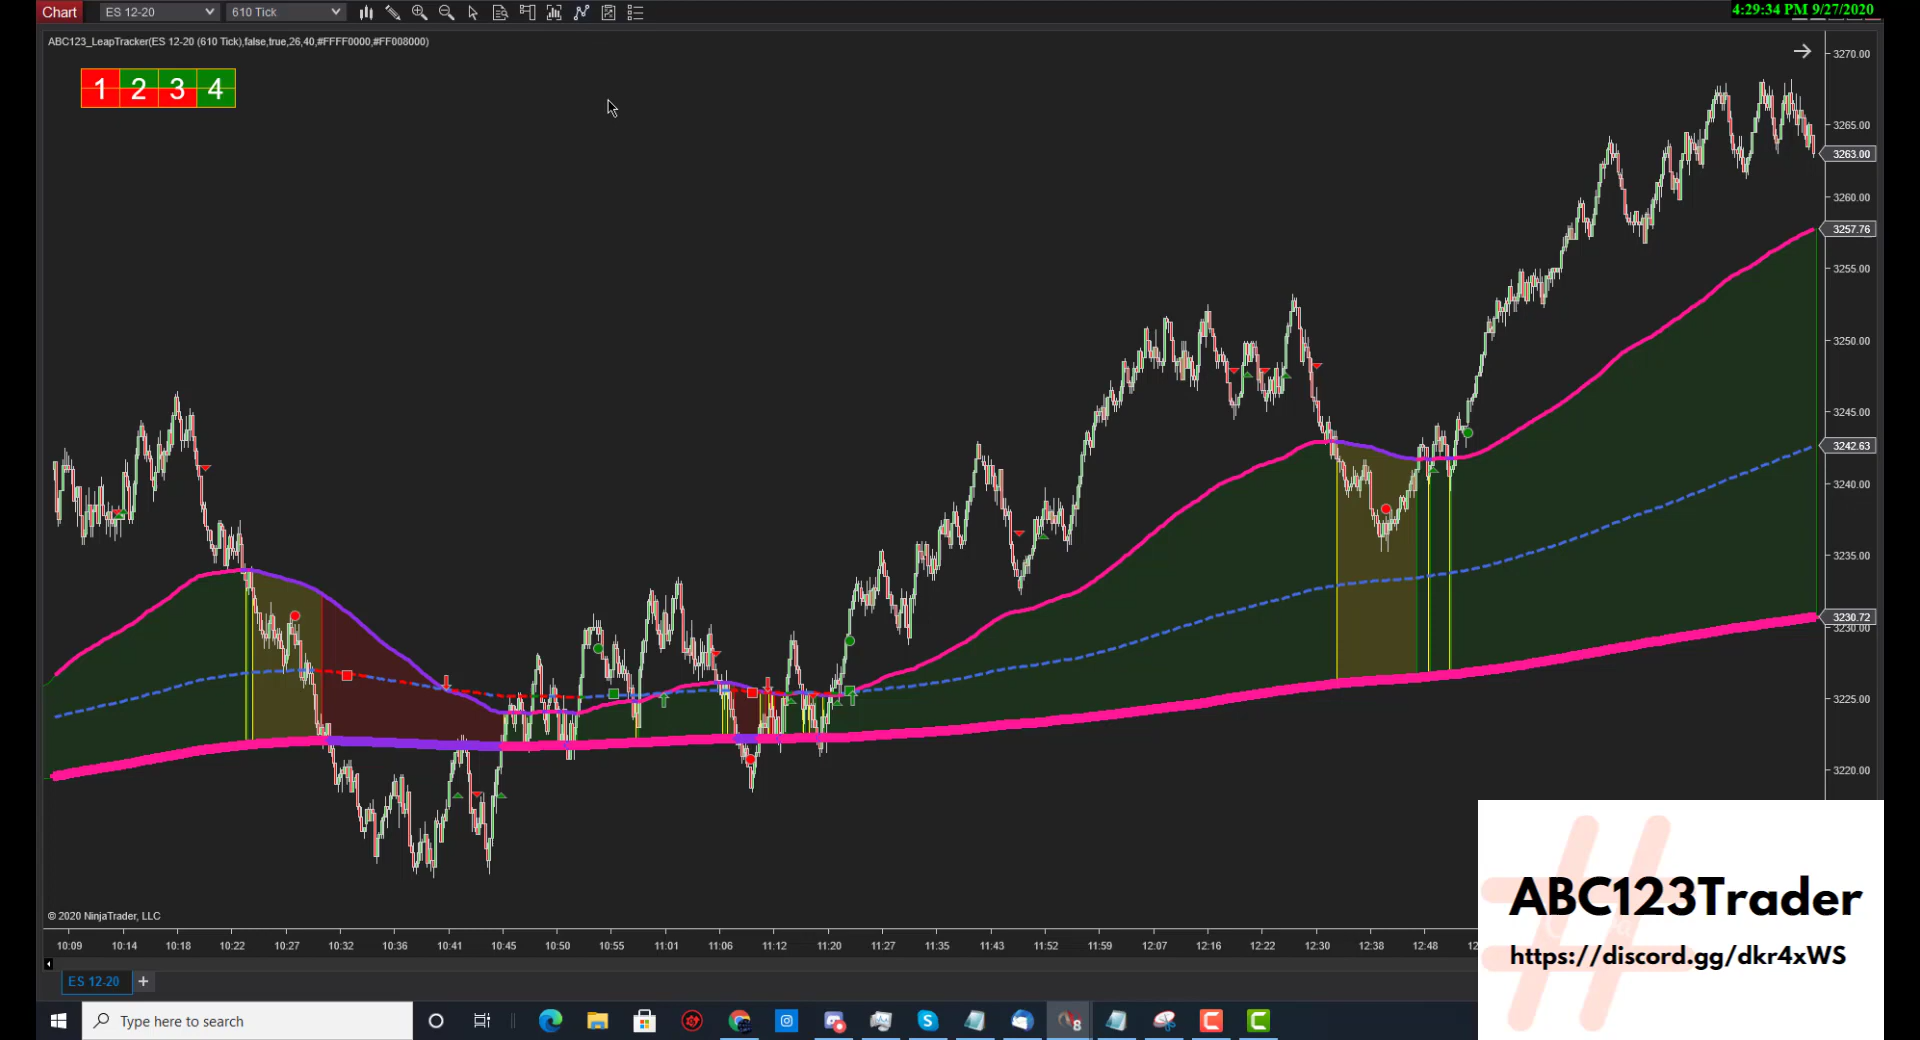 Chart ES 12-20 610 Tick
4:29:34 PM 9/27/2020
ABC123_LeapTracker(ES 12-20 (610 Tick),false,true,26,40,#FFFF0000,#FF008000)
1 2 3 4
3270.00
3265.00
3263.00
3260.00
3257.76
3255.00
3250.00
3245.00
3242.63
3240.00
3235.00
3230.72
3230.00
3225.00
3220.00
ABC123Trader
https://discord.gg/dkr4xWS
© 2020 NinjaTrader, LLC
10:09 10:14 10:18 10:22 10:27 10:32 10:36 10:41 10:45 10:50 10:55 11:01 11:06 11:12 11:20 11:27 11:35 11:43 11:52 11:59 12:07 12:16 12:22 12:30 12:38 12:48
ES 12-20 +
Type here to search
8